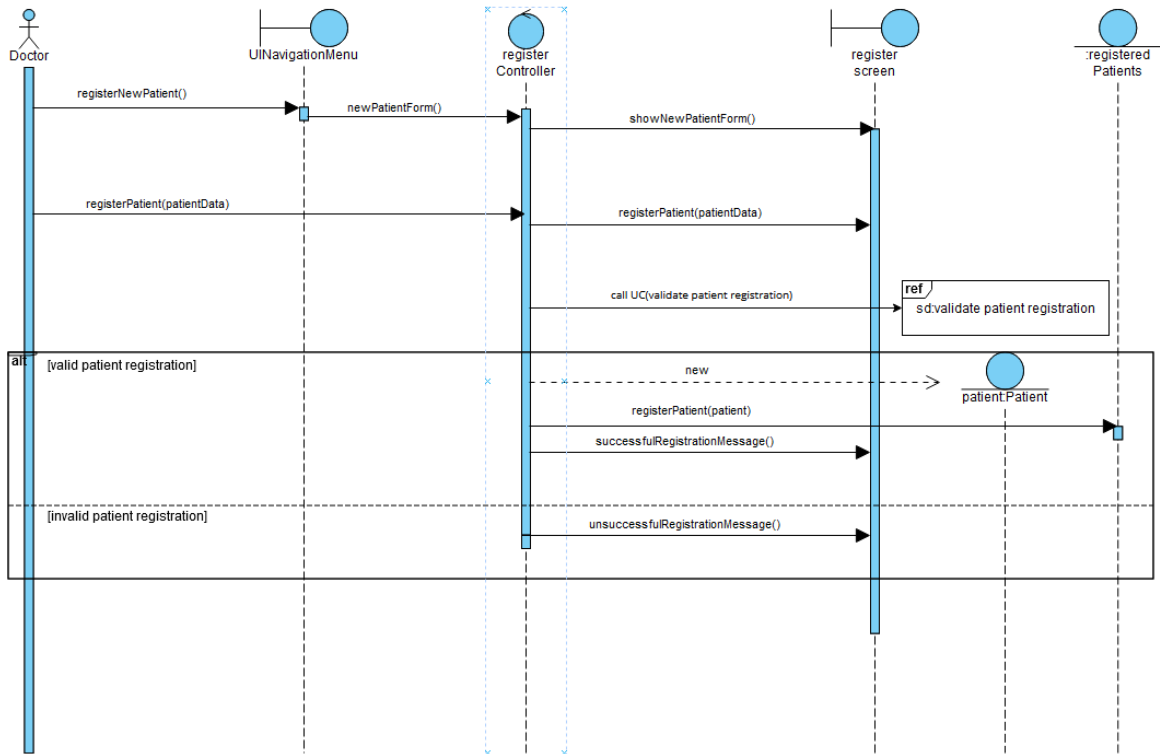 Doctor
UINavigationMenu
register
Controller
register
screen
:registered
Patients
registerNewPatient()
newPatientForm()
showNewPatientForm()
registerPatient(patientData)
registerPatient(patientData)
call UC(validate patient registration)
ref
sd:validate patient registration
alt
[valid patient registration]
new
patient:Patient
registerPatient(patient)
successfulRegistrationMessage()
[invalid patient registration]
unsuccessfulRegistrationMessage()